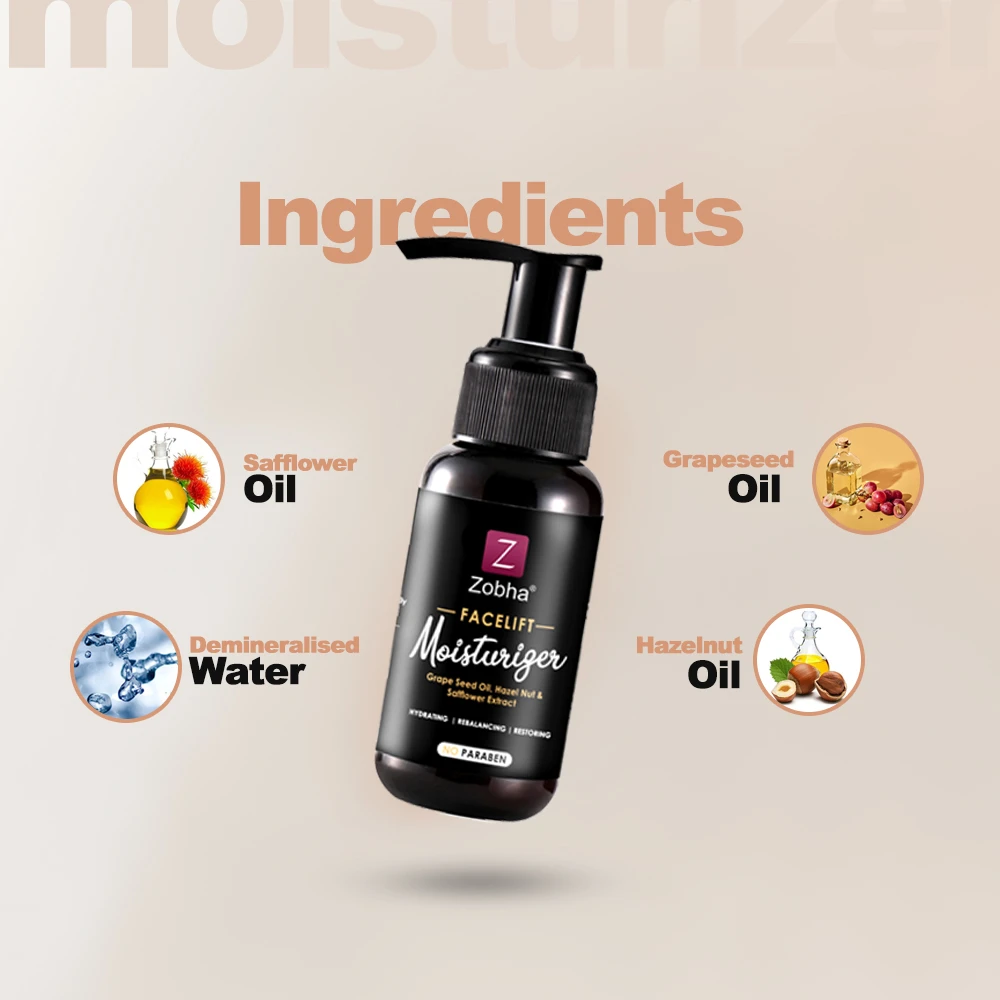 moisturizer
Ingredients
Safflower
Oil
Grapeseed
Oil
Demineralised
Water
Hazelnut
Oil
Z
Zobha®
FACELIFT
Moisturizer
Grape Seed Oil, Hazel Nut &
Safflower Extract
HYDRATING | REBALANCING | RESTORING
NO PARABEN